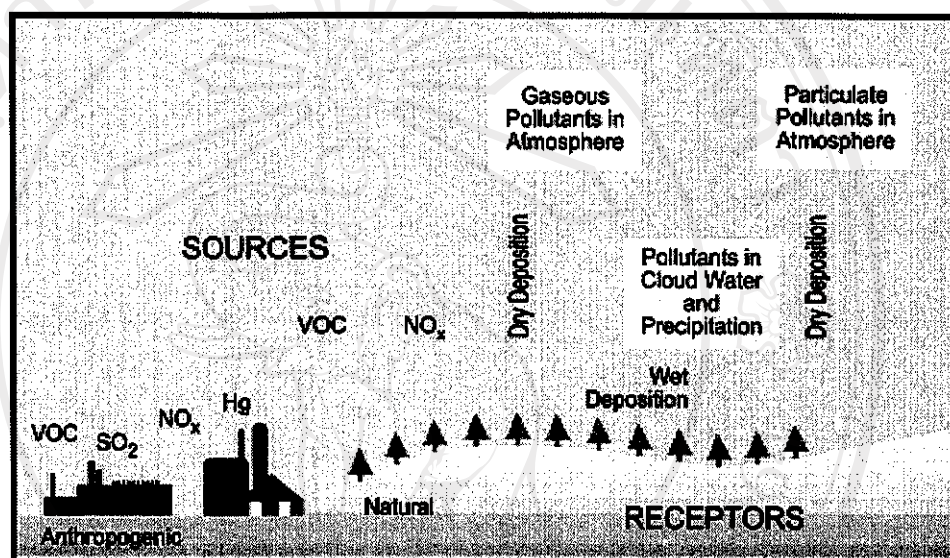 Gaseous
Pollutants in
Atmosphere
Particulate
Pollutants in
Atmosphere
SOURCES
Dry Deposition
Pollutants in
Cloud Water
and
Precipitation
Dry Deposition
VOC
NOx
Wet
Deposition
VOC
SO2
NOx
Hg
Natural
Anthropogenic
RECEPTORS